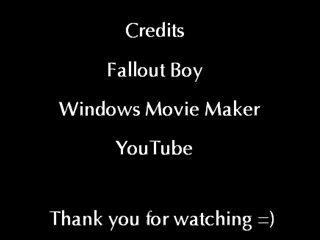 Credits
Fallout Boy
Windows Movie Maker
YouTube
Thank you for watching =)